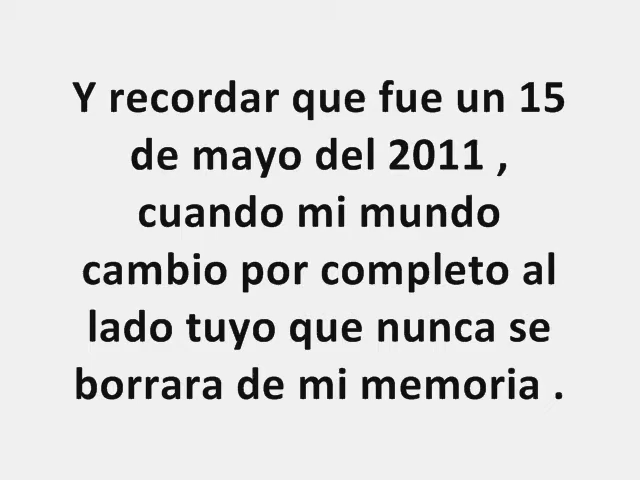 Y recordar que fue un 15
de mayo del 2011 ,
cuando mi mundo
cambio por completo al
lado tuyo que nunca se
borrara de mi memoria .